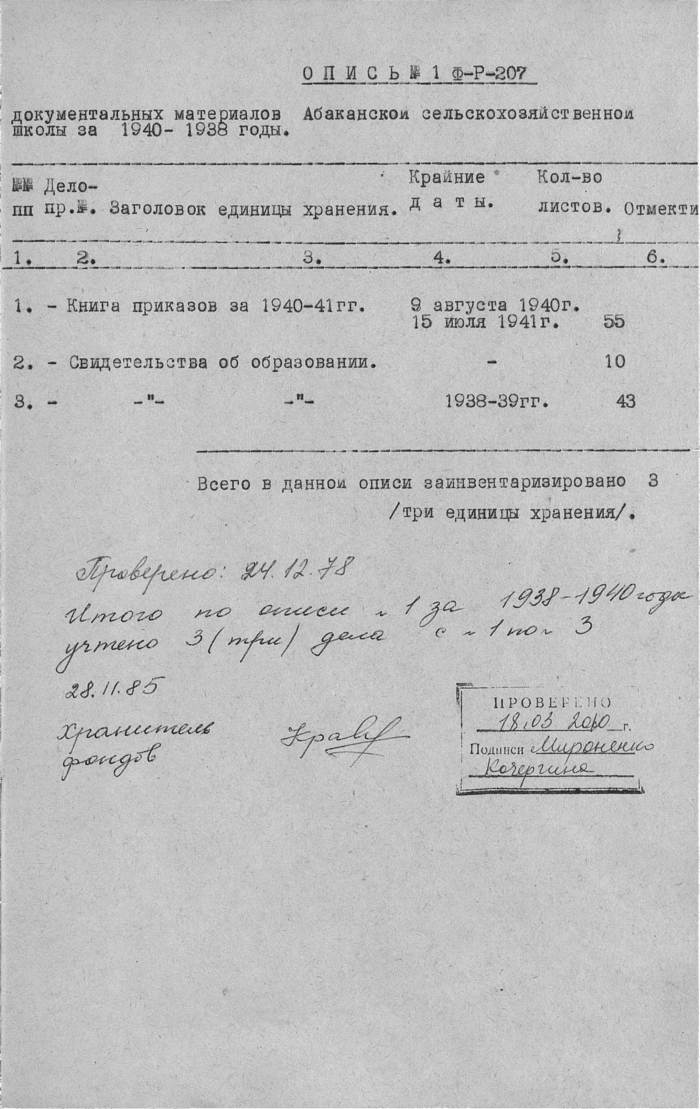 О П И С Ь № 1 Ф-Р-207
документальных материалов Абаканской сельскохозяйственной
школы за 1940- 1938 годы.
№№ Дело- Крайние Кол-во
пп пр.№. Заголовок единицы хранения. д а т ы. листов. Отмекти
1. 2. 3. 4. 5. 6.
1. - Книга приказов за 1940-41гг. 9 августа 1940г.
15 июля 1941г. 55
2. - Свидетельства об образовании. - 10
3. - -"- -"- 1938-39гг. 43
Всего в данной описи заинвентаризировано 3
/три единицы хранения/.
Проверено: 24.12.78
Итого по описи № 1 за 1938-1940 годы
учтено 3 (три) дела с № 1 по № 3
28.11.85
Хранитель
фондов
ПРОВЕРЕНО
18.03 2010 г.
Подписи Мироненко
Кочергина